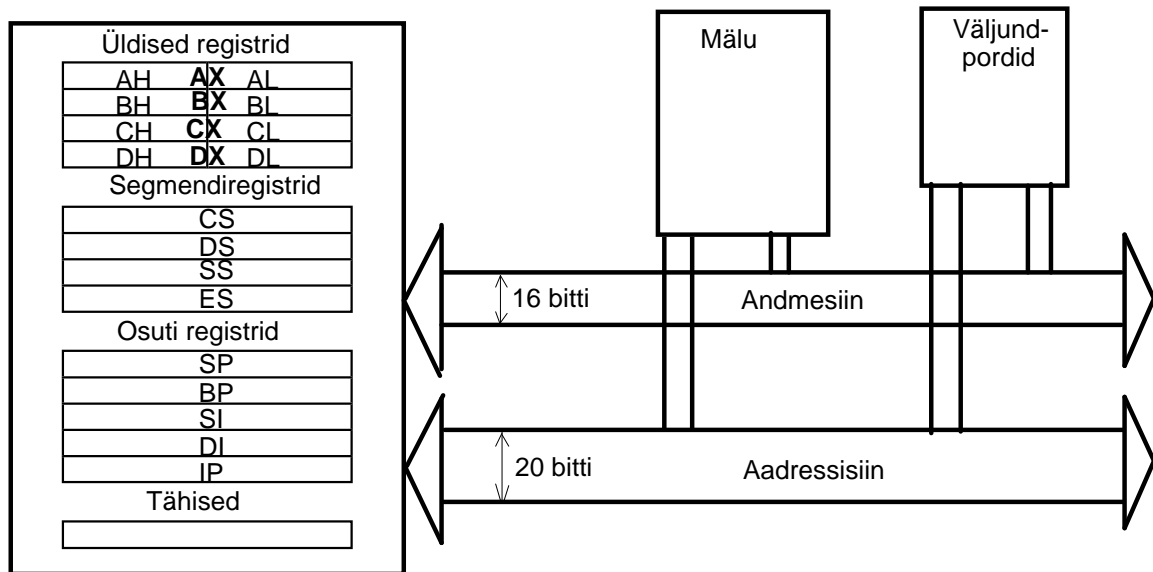 Üldised registrid
AH AX AL
BH BX BL
CH CX CL
DH DX DL
Segmendiregistrid
CS
DS
SS
ES
Osuti registrid
SP
BP
SI
DI
IP
Tähised
Mälu
Väljund-
pordid
16 bitti
Andmesiin
20 bitti
Aadressisiin